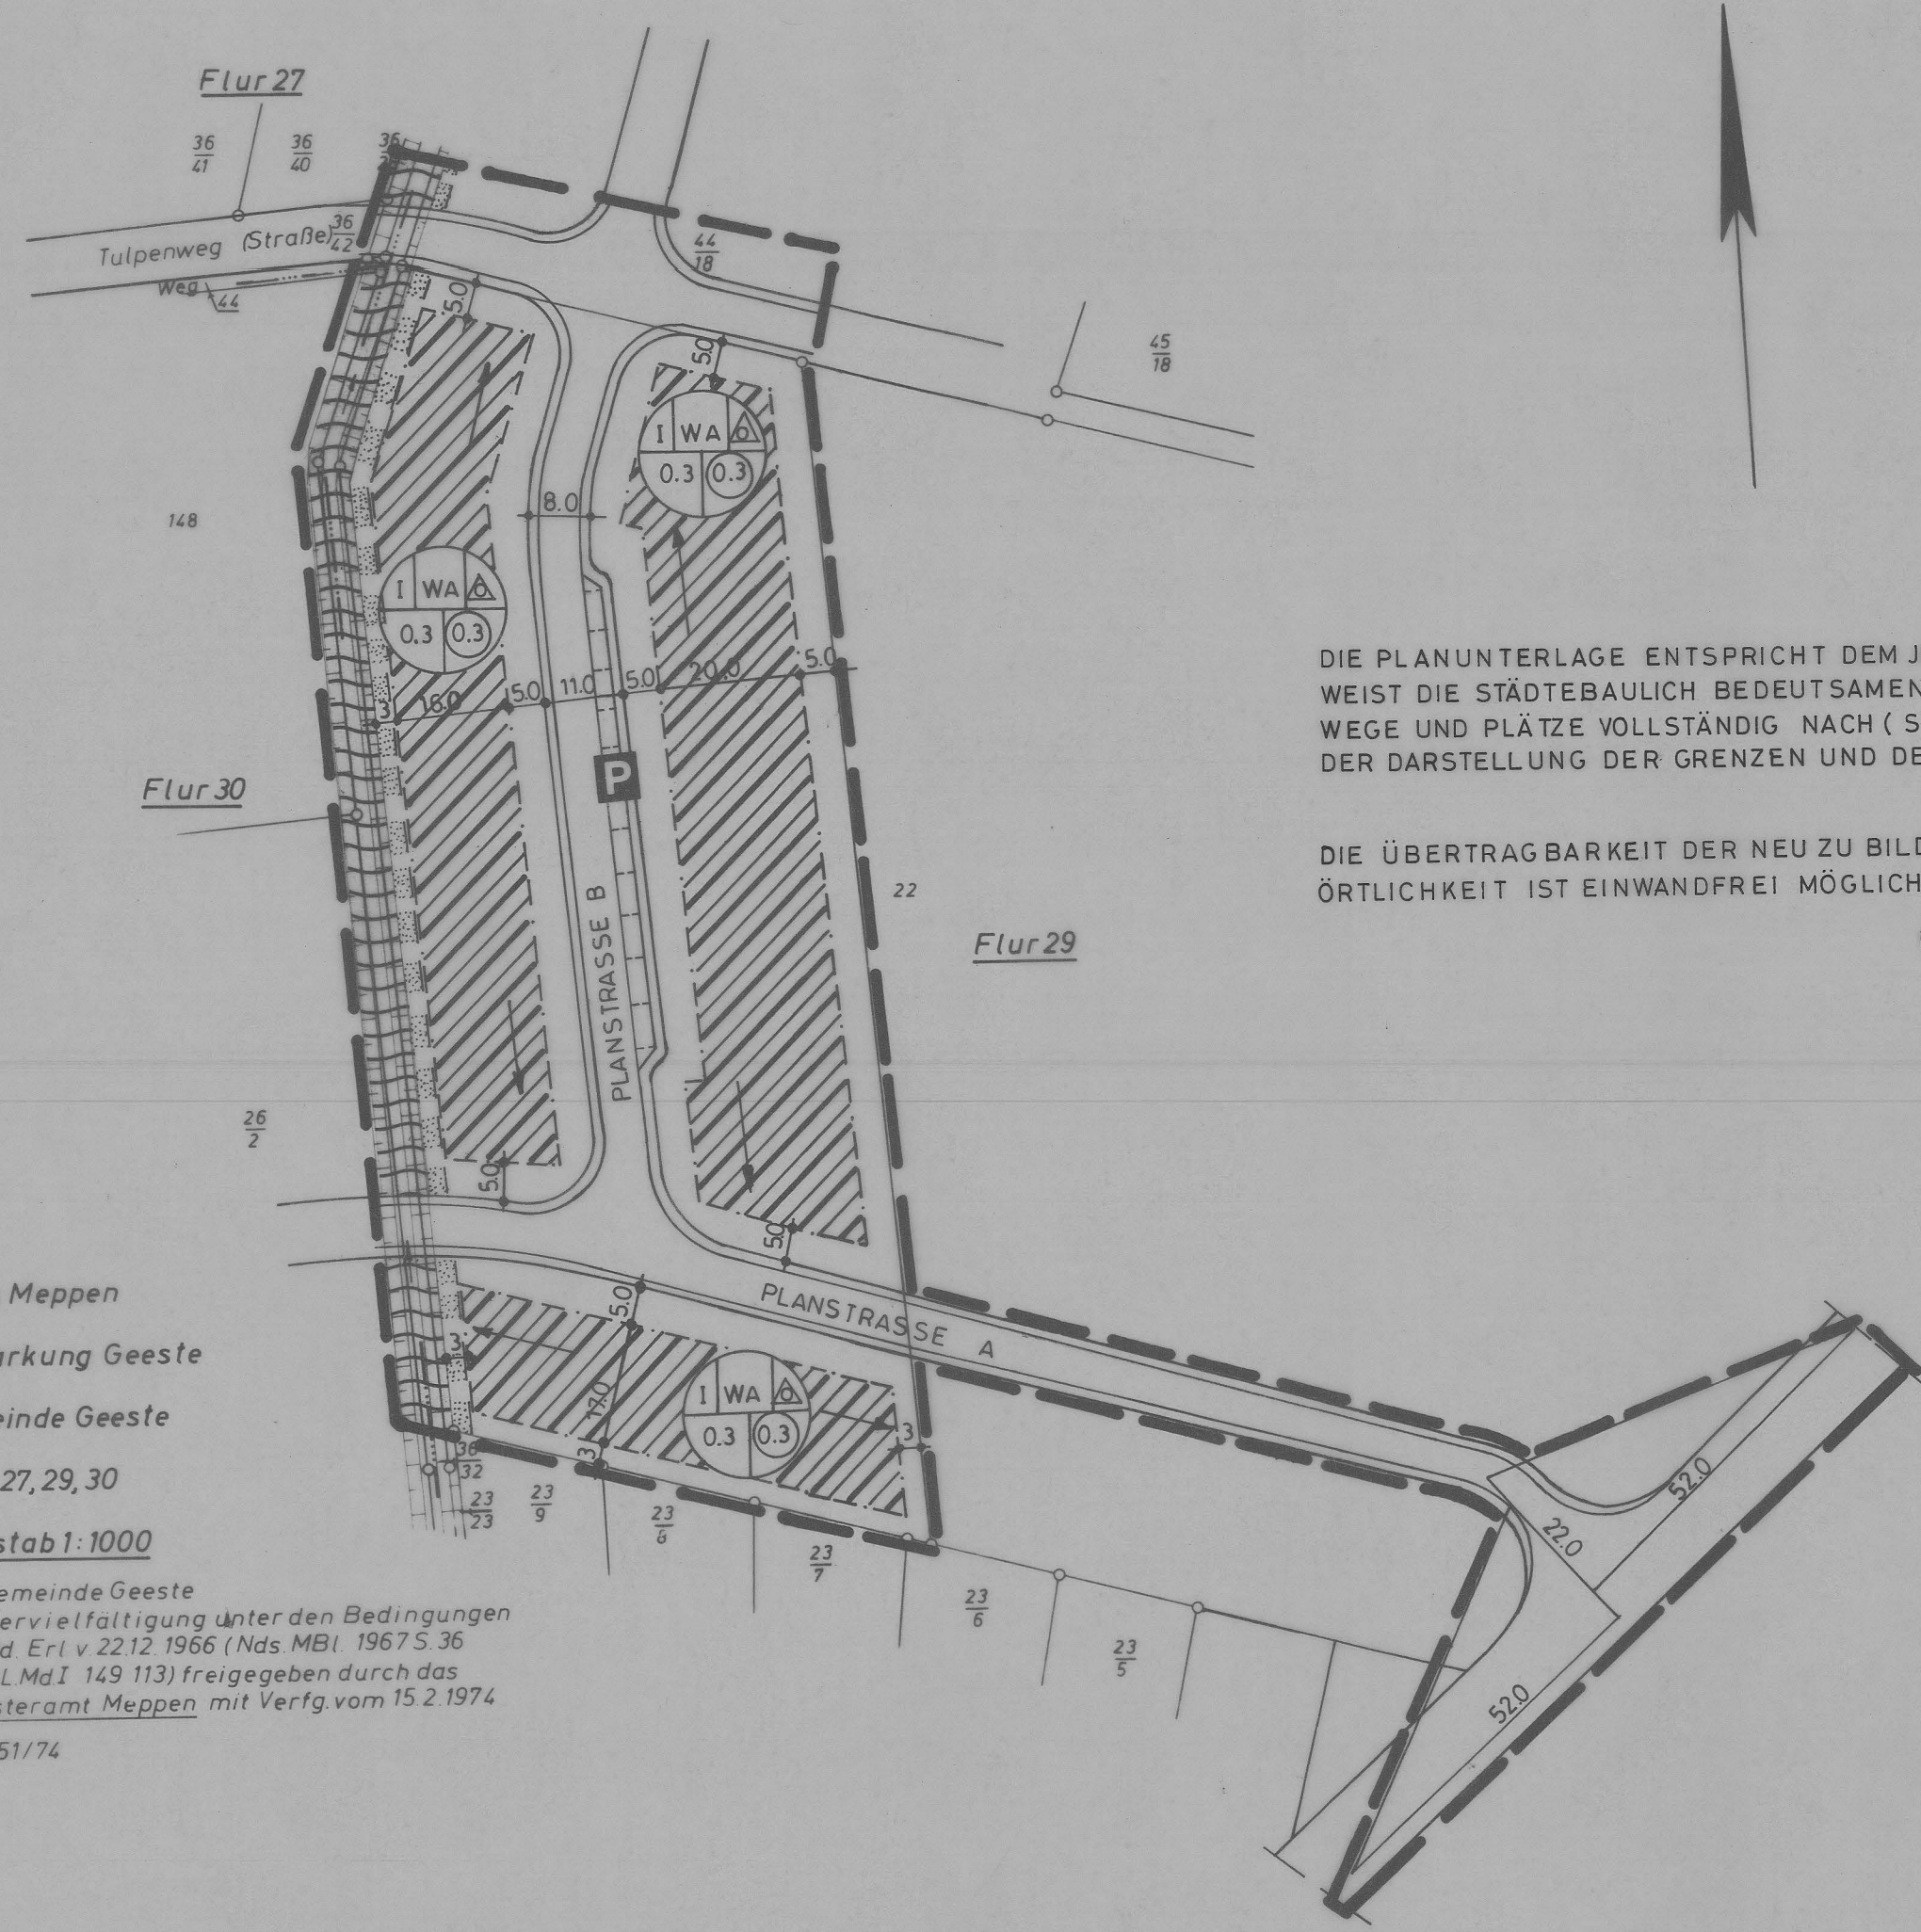 Flur 27
36
41
36
40
36
Tulpenweg (Straße)
36
42
Weg
44
44
18
45
18
5.0
5.0
I WA
0.3 0.3
8.0
148
I WA
0.3 0.3
3 16.0 5.0 11.0 5.0 20.0 5.0
P
Flur 30
PLANSTRASSE B
22
Flur 29
26
2
5.0
5.0
PLANSTRASSE A
5.0
3
17.0
3
I WA
0.3 0.3
3
36
32
23
23
23
9
23
8
23
7
23
6
23
5
52.0
22.0
52.0
DIE PLANUNTERLAGE ENTSPRICHT DEM
WEIST DIE STÄDTEBAULICH BEDEUTSAMEN
WEGE UND PLÄTZE VOLLSTÄNDIG NACH ( S
DER DARSTELLUNG DER GRENZEN UND DE
DIE ÜBERTRAGBARKEIT DER NEU ZU BILD
ÖRTLICHKEIT IST EINWANDFREI MÖGLICH
Meppen
arkung Geeste
einde Geeste
27, 29, 30
stab 1:1000
emeinde Geeste
ervielfältigung unter den Bedingungen
d. Erl v. 22.12. 1966 (Nds. MBl. 1967 S. 36
L.Md.I 149 113) freigegeben durch das
steramt Meppen mit Verfg. vom 15.2.1974
51/74